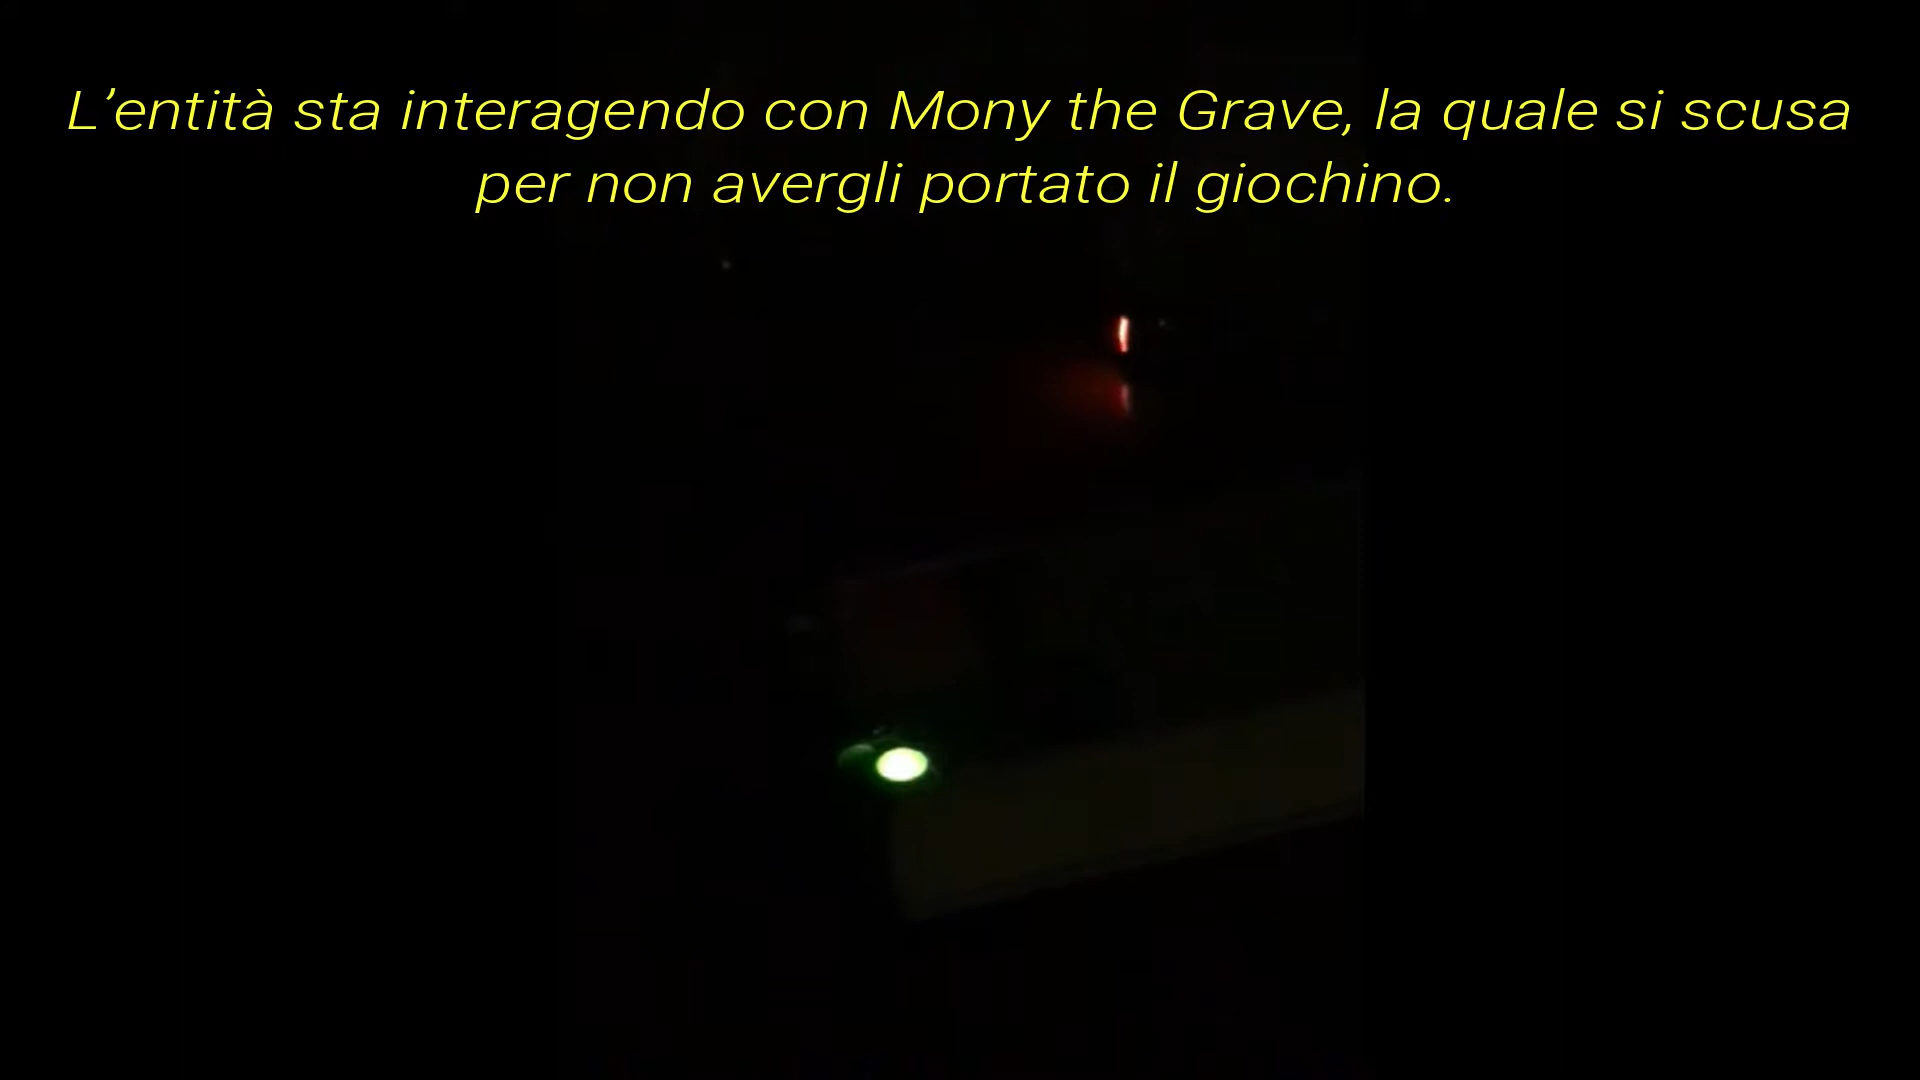 L’entità sta interagendo con Mony the Grave, la quale si scusa
per non avergli portato il giochino.